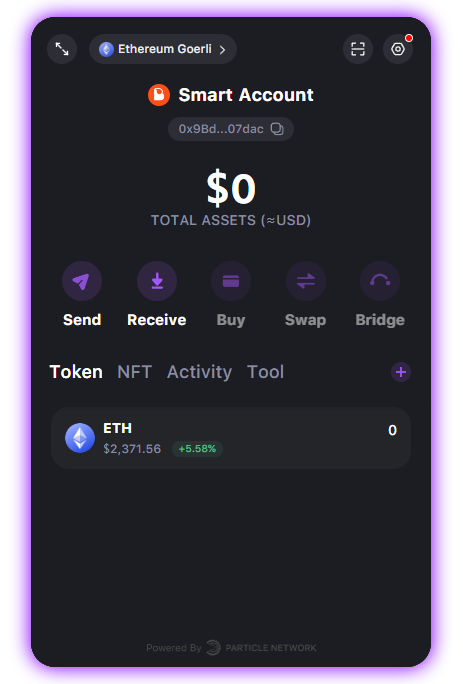 Ethereum Goerli
Smart Account
0x9Bd...07dac
$0
TOTAL ASSETS (≈USD)
Send Receive Buy Swap Bridge
Token NFT Activity Tool
ETH 0
$2,371.56 +5.58%
Powered By PARTICLE NETWORK